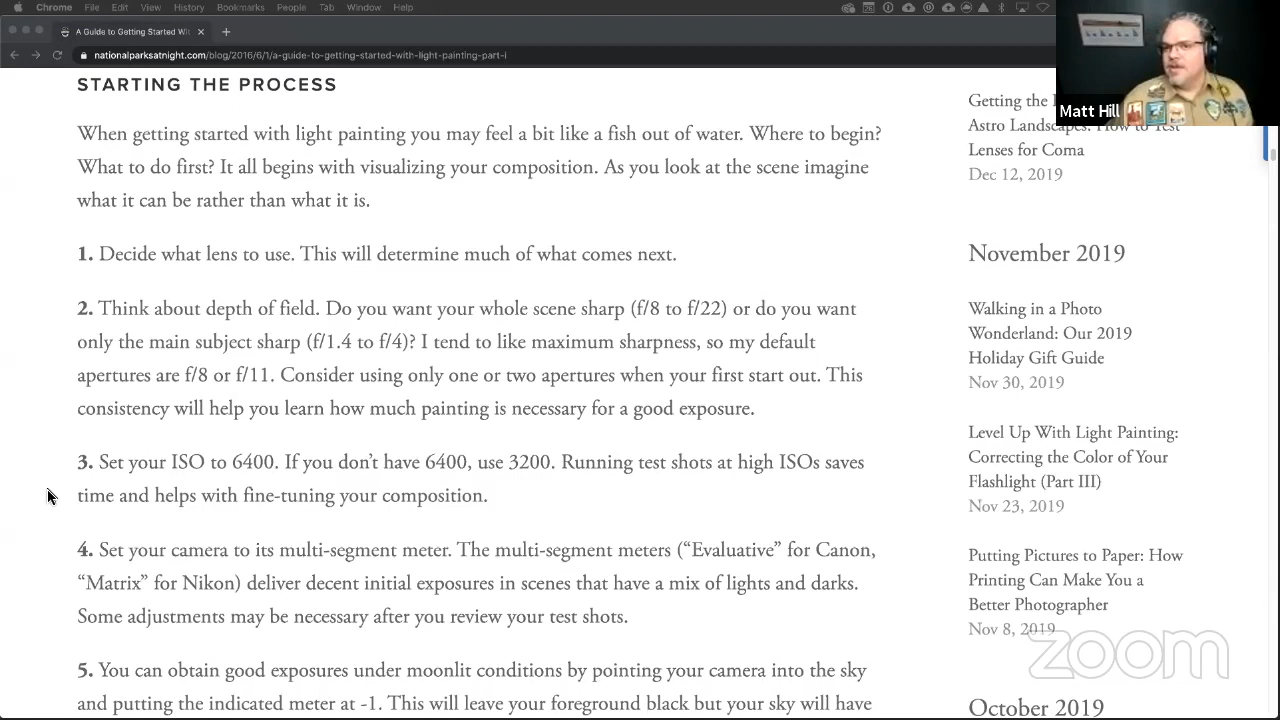 Chrome File Edit View History Bookmarks People Tab Window Help
A Guide to Getting Started Wit
nationalparksatnight.com/blog/2016/6/1/a-guide-to-getting-started-with-light-painting-part-i
Matt Hill
STARTING THE PROCESS
When getting started with light painting you may feel a bit like a fish out of water. Where to begin?
What to do first? It all begins with visualizing your composition. As you look at the scene imagine
what it can be rather than what it is.
1. Decide what lens to use. This will determine much of what comes next.
2. Think about depth of field. Do you want your whole scene sharp (f/8 to f/22) or do you want
only the main subject sharp (f/1.4 to f/4)? I tend to like maximum sharpness, so my default
apertures are f/8 or f/11. Consider using only one or two apertures when your first start out. This
consistency will help you learn how much painting is necessary for a good exposure.
3. Set your ISO to 6400. If you don’t have 6400, use 3200. Running test shots at high ISOs saves
time and helps with fine-tuning your composition.
4. Set your camera to its multi-segment meter. The multi-segment meters (“Evaluative” for Canon,
“Matrix” for Nikon) deliver decent initial exposures in scenes that have a mix of lights and darks.
Some adjustments may be necessary after you review your test shots.
5. You can obtain good exposures under moonlit conditions by pointing your camera into the sky
and putting the indicated meter at -1. This will leave your foreground black but your sky will have
Getting the
Astro Landscapes: How to Test
Lenses for Coma
Dec 12, 2019
November 2019
Walking in a Photo
Wonderland: Our 2019
Holiday Gift Guide
Nov 30, 2019
Level Up With Light Painting:
Correcting the Color of Your
Flashlight (Part III)
Nov 23, 2019
Putting Pictures to Paper: How
Printing Can Make You a
Better Photographer
Nov 8, 2019
October 2019
zoom